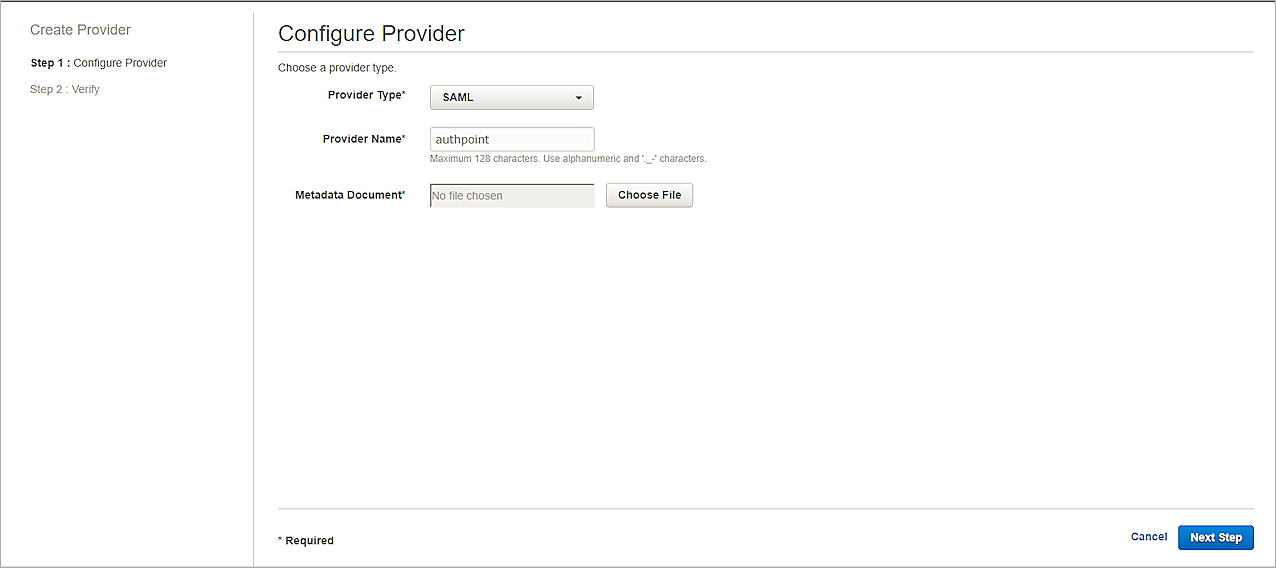 Create Provider
Step 1 : Configure Provider
Step 2 : Verify
Configure Provider
Choose a provider type.
Provider Type* SAML
Provider Name* authpoint
Maximum 128 characters. Use alphanumeric and '._-' characters.
Metadata Document* No file chosen Choose File
* Required
Cancel Next Step